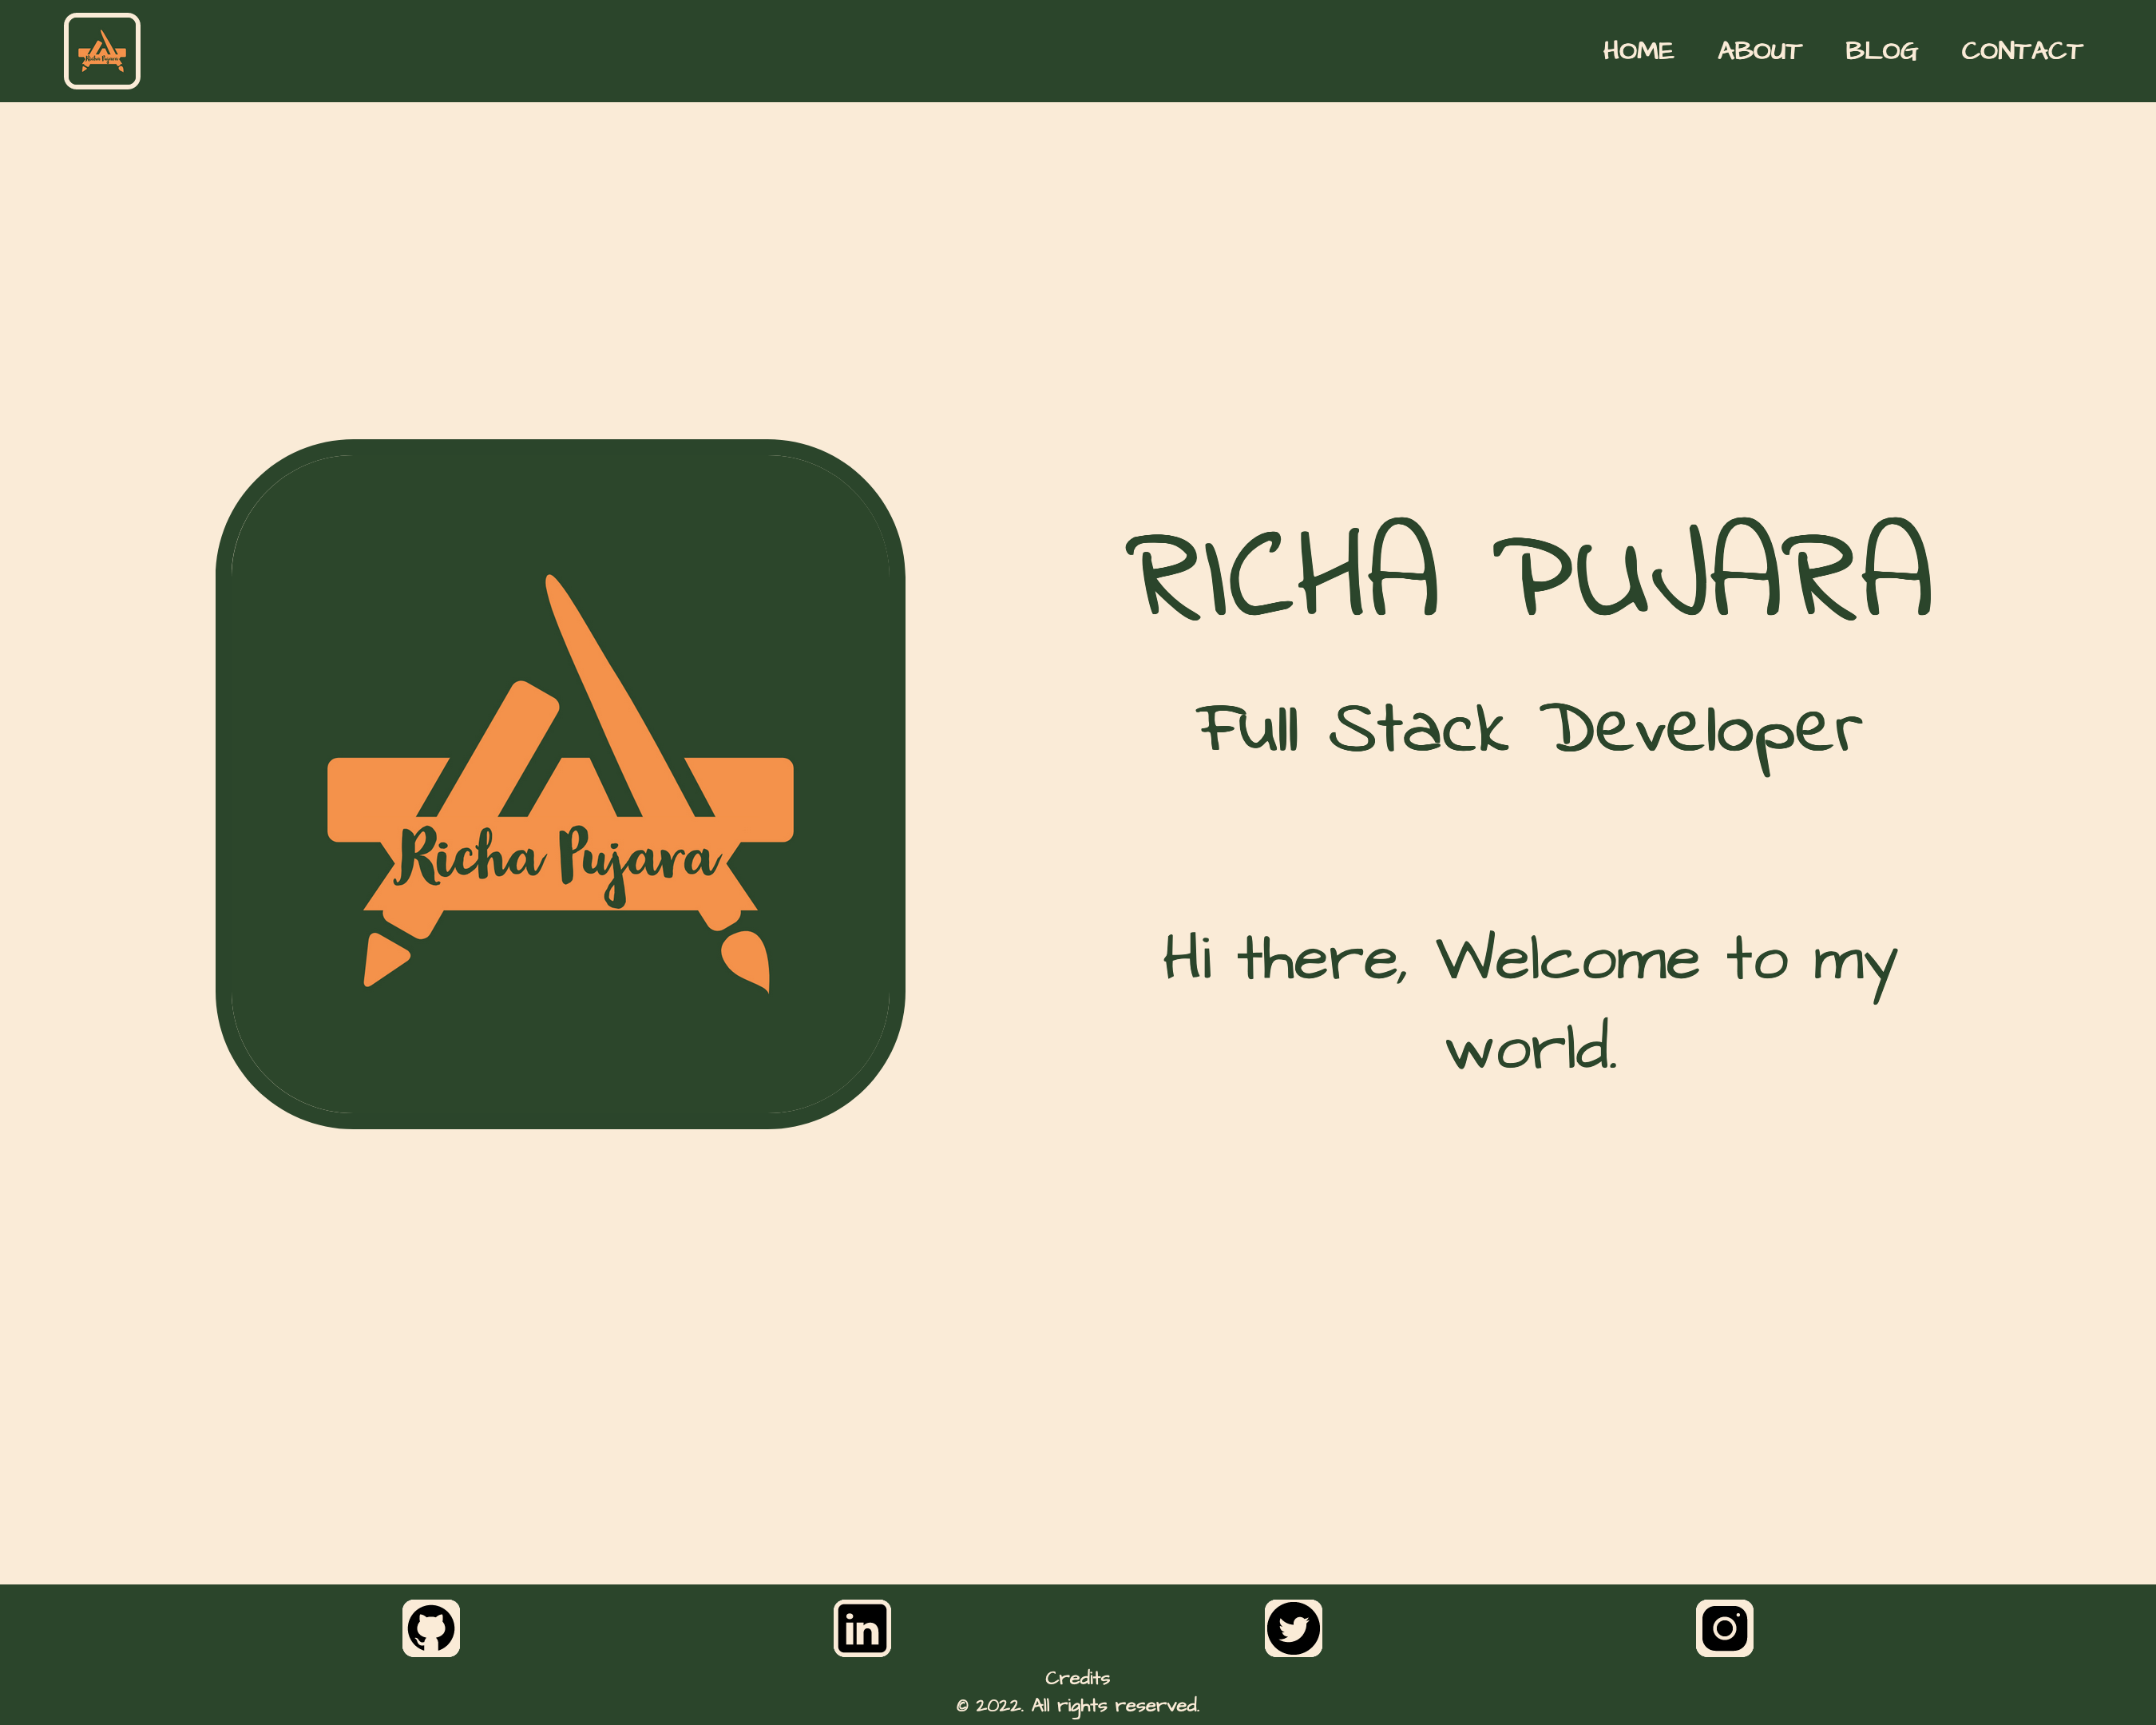 HOME ABOUT BLOG CONTACT
RICHA PUJARA
Full Stack Developer
Richa Pujara
Hi there, Welcome to my
world.
in
Credits
© 2022. All rights reserved.